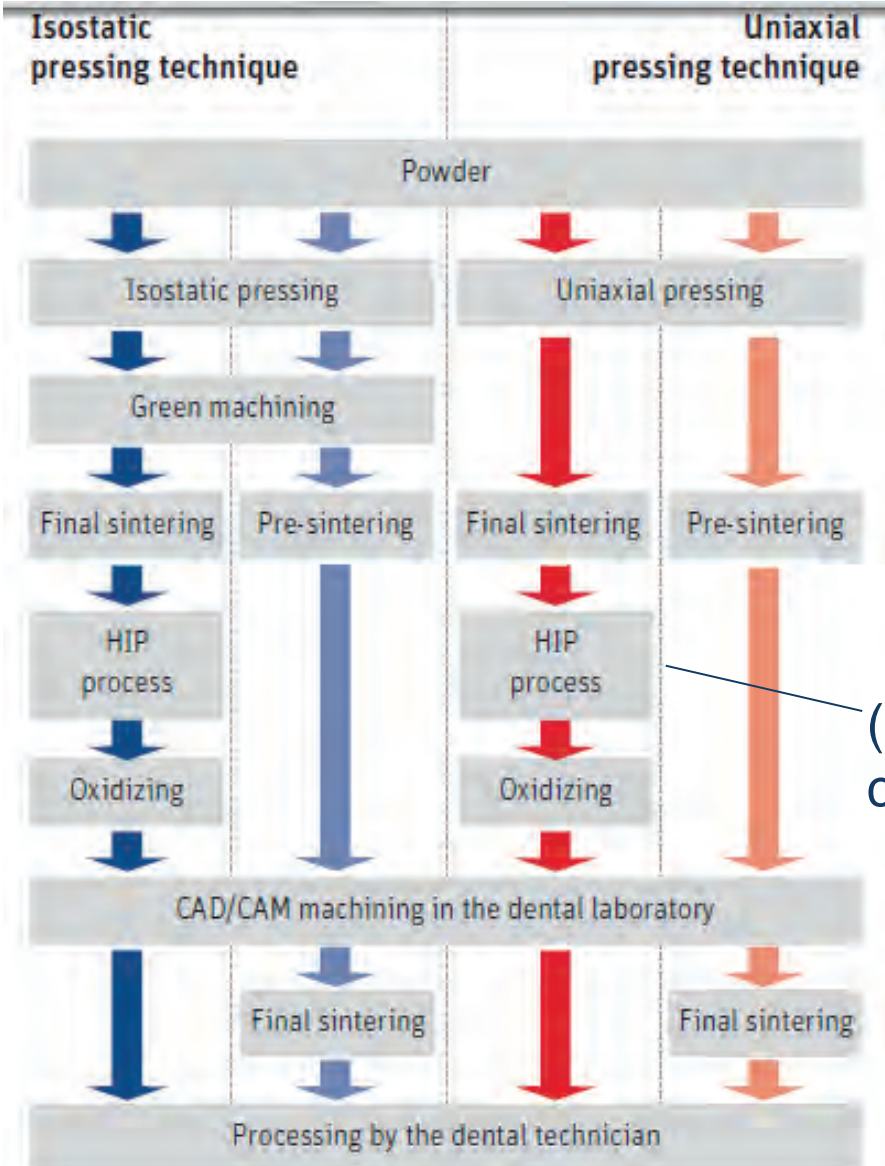 Isostatic
pressing technique
Uniaxial
pressing technique
Powder
Isostatic pressing
Uniaxial pressing
Green machining
Final sintering
Pre-sintering
Final sintering
Pre-sintering
HIP
process
HIP
process
(
Oxidizing
Oxidizing
CAD/CAM machining in the dental laboratory
Final sintering
Final sintering
Processing by the dental technician